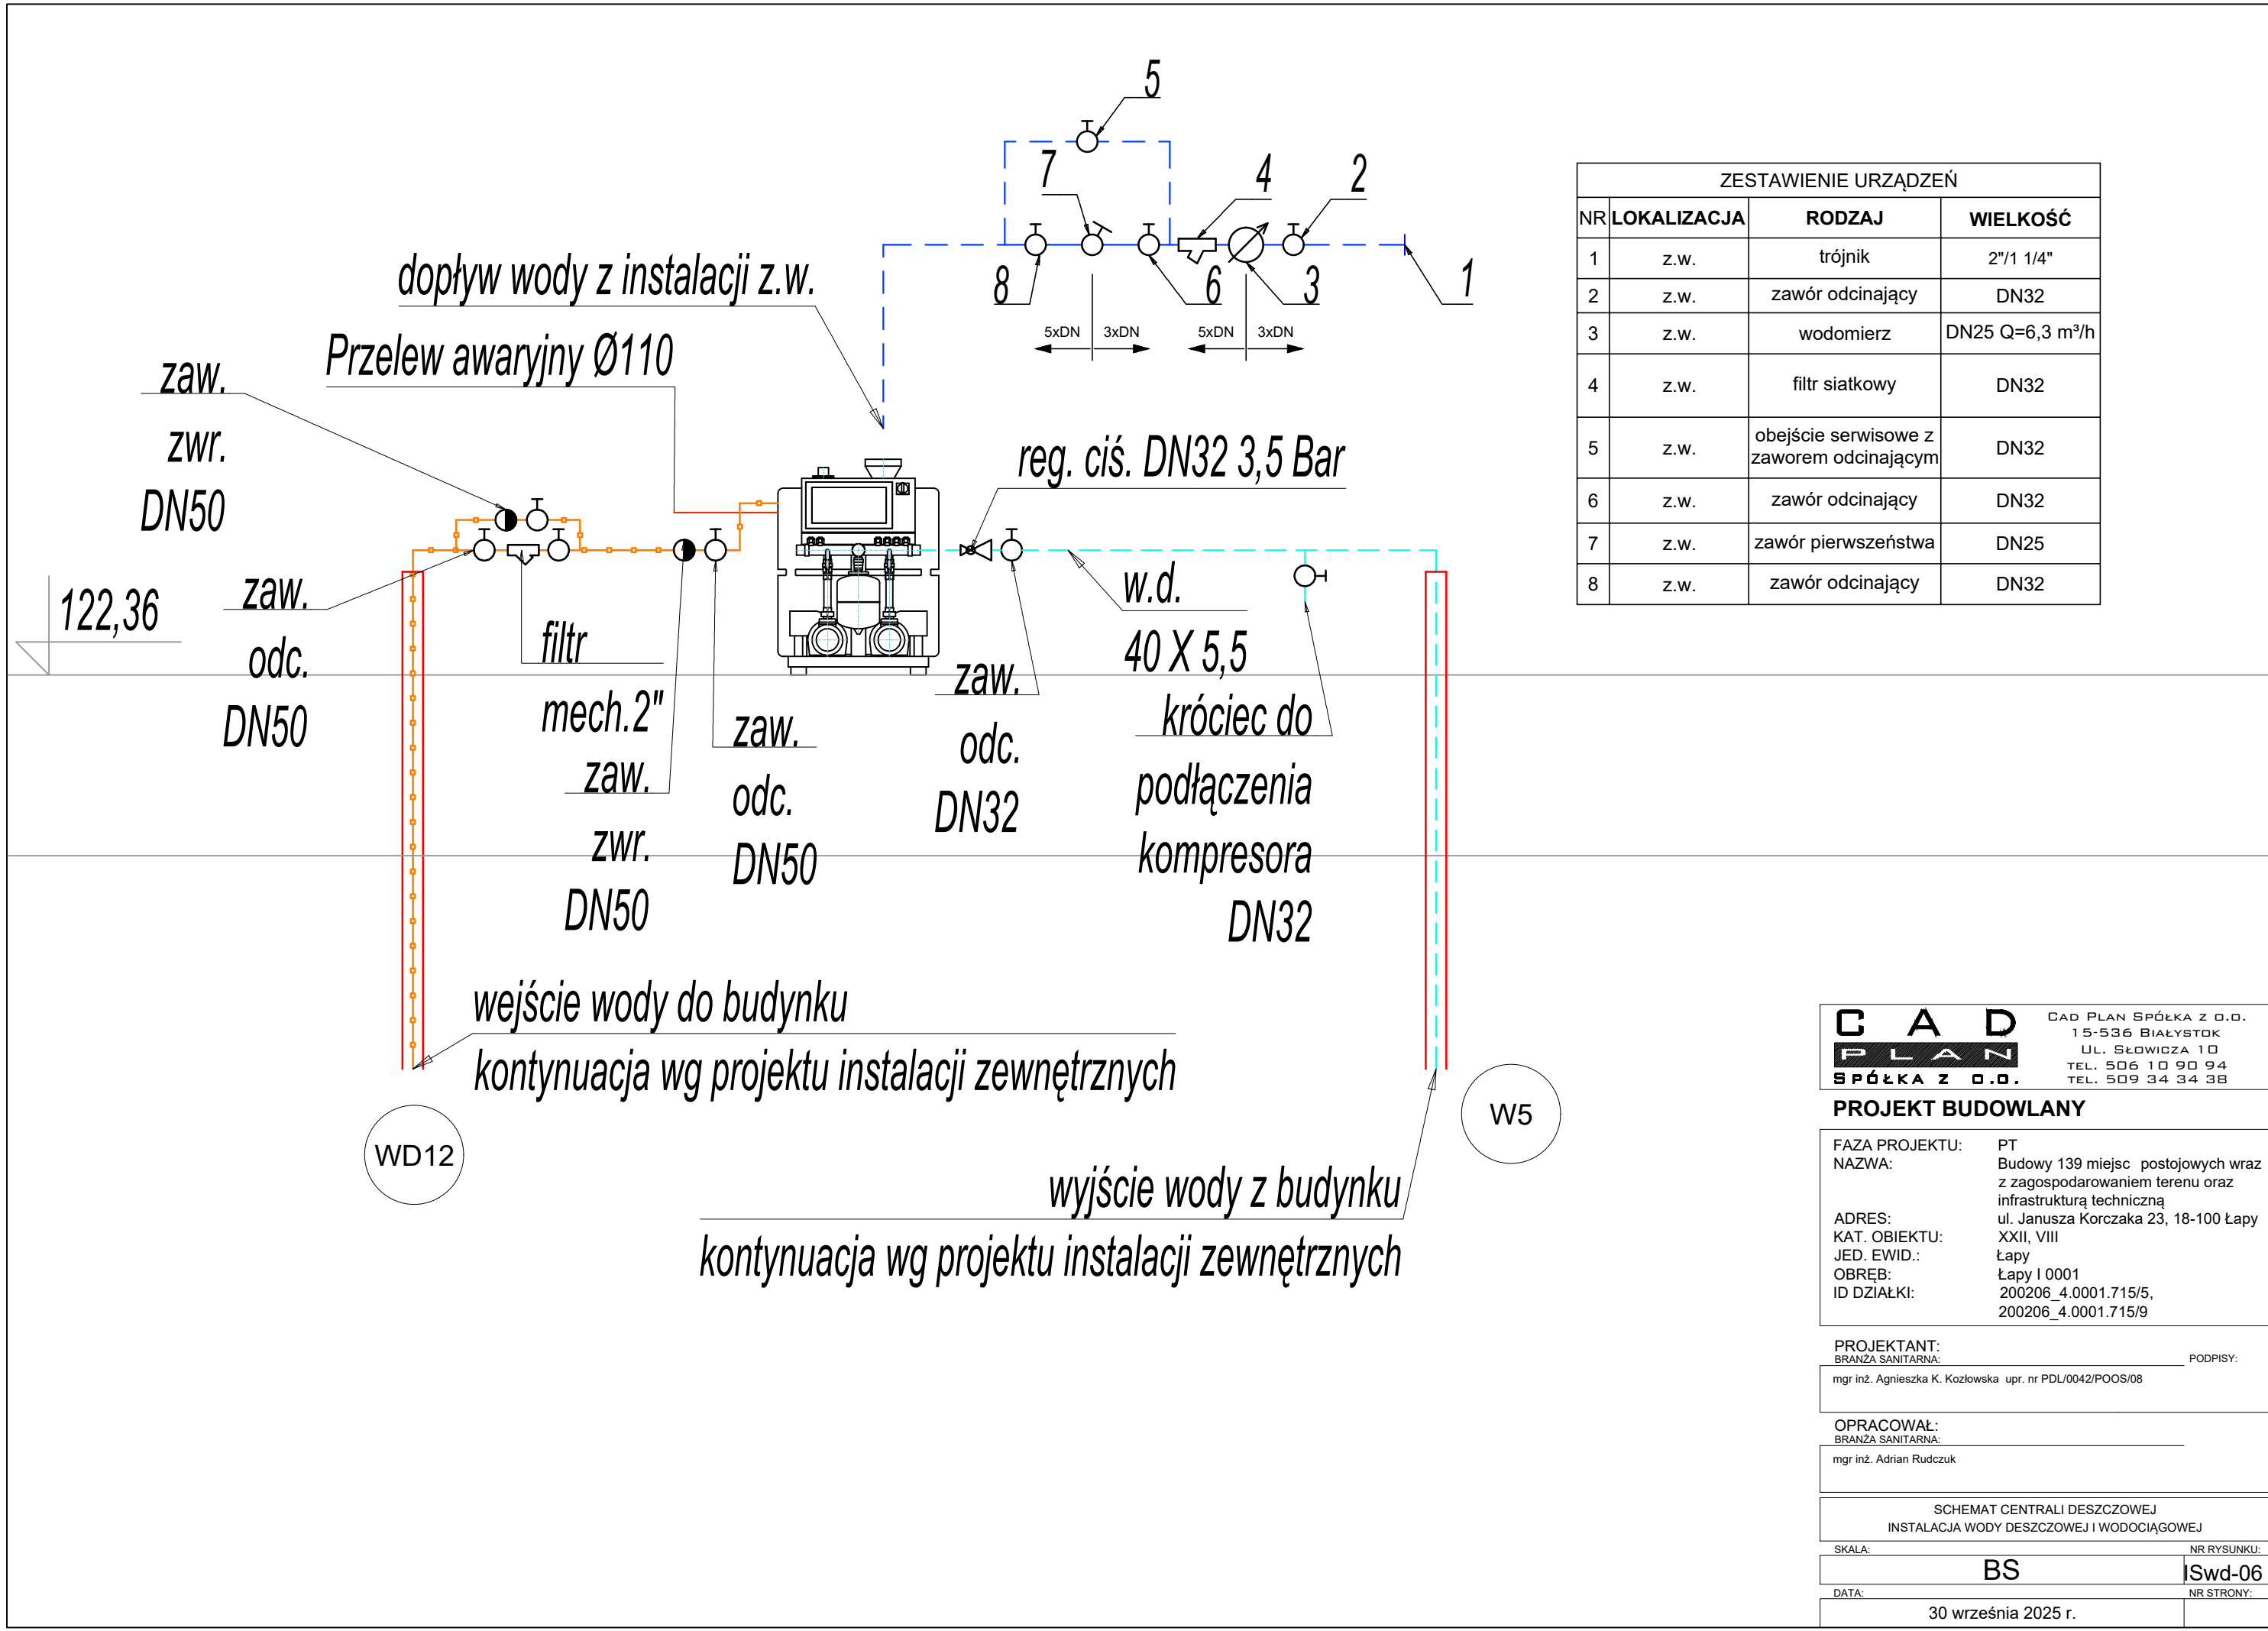 5
7
4
2
8
6
3
1
5xDN
3xDN
5xDN
3xDN
dopływ wody z instalacji z.w.
Przelew awaryjny Ø110
zaw.
zwr.
DN50
reg. ciś. DN32 3,5 Bar
122,36
zaw.
odc.
DN50
filtr
mech.2"
zaw.
zwr.
DN50
zaw.
odc.
DN50
zaw.
odc.
DN32
w.d.
40 X 5,5
króciec do
podłączenia
kompresora
DN32
wejście wody do budynku
kontynuacja wg projektu instalacji zewnętrznych
WD12
W5
wyjście wody z budynku
kontynuacja wg projektu instalacji zewnętrznych
ZESTAWIENIE URZĄDZEŃ
NR LOKALIZACJA RODZAJ WIELKOŚĆ
1 z.w. trójnik 2"/1 1/4"
2 z.w. zawór odcinający DN32
3 z.w. wodomierz DN25 Q=6,3 m³/h
4 z.w. filtr siatkowy DN32
5 z.w. obejście serwisowe z
zaworem odcinającym DN32
6 z.w. zawór odcinający DN32
7 z.w. zawór pierwszeństwa DN25
8 z.w. zawór odcinający DN32
CAD
PLAN
SPÓŁKA Z O.O.
CAD PLAN SPÓŁKA Z O.O.
15-536 BIAŁYSTOK
UL. SŁOWICZA 10
TEL. 506 10 90 94
TEL. 509 34 34 38
PROJEKT BUDOWLANY
FAZA PROJEKTU: PT
NAZWA: Budowy 139 miejsc postojowych wraz
z zagospodarowaniem terenu oraz
infrastrukturą techniczną
ADRES: ul. Janusza Korczaka 23, 18-100 Łapy
KAT. OBIEKTU: XXII, VIII
JED. EWID.: Łapy
OBRĘB: Łapy I 0001
ID DZIAŁKI: 200206_4.0001.715/5,
200206_4.0001.715/9
PROJEKTANT:
BRANŻA SANITARNA: PODPISY:
mgr inż. Agnieszka K. Kozłowska upr. nr PDL/0042/POOS/08
OPRACOWAŁ:
BRANŻA SANITARNA:
mgr inż. Adrian Rudczuk
SCHEMAT CENTRALI DESZCZOWEJ
INSTALACJA WODY DESZCZOWEJ I WODOCIĄGOWEJ
SKALA: NR RYSUNKU:
BS ISwd-06
DATA: NR STRONY:
30 września 2025 r.